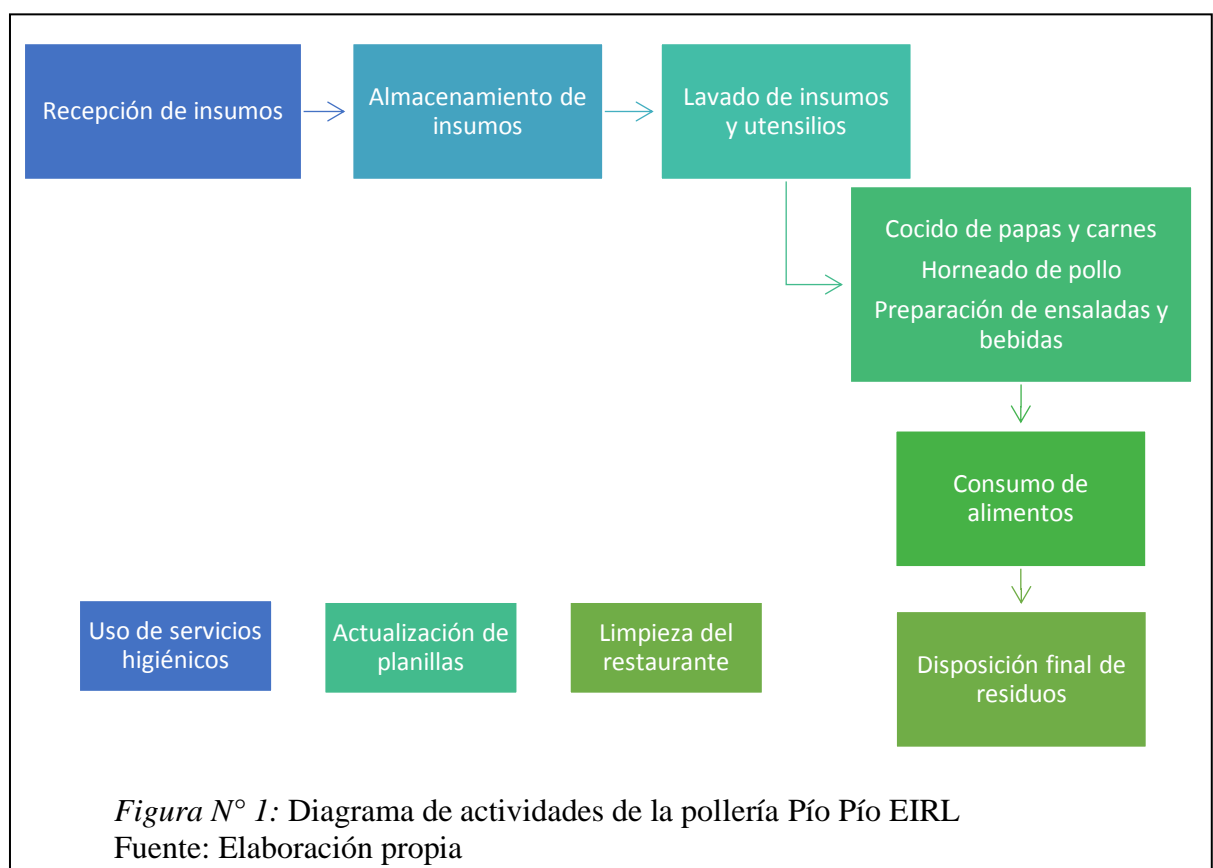 Recepción de insumos
Almacenamiento de
insumos
Lavado de insumos
y utensilios
Cocido de papas y carnes
Horneado de pollo
Preparación de ensaladas y
bebidas
Consumo de
alimentos
Uso de servicios
higiénicos
Actualización de
planillas
Limpieza del
restaurante
Disposición final de
residuos
Figura N° 1: Diagrama de actividades de la pollería Pío Pío EIRL
Fuente: Elaboración propia